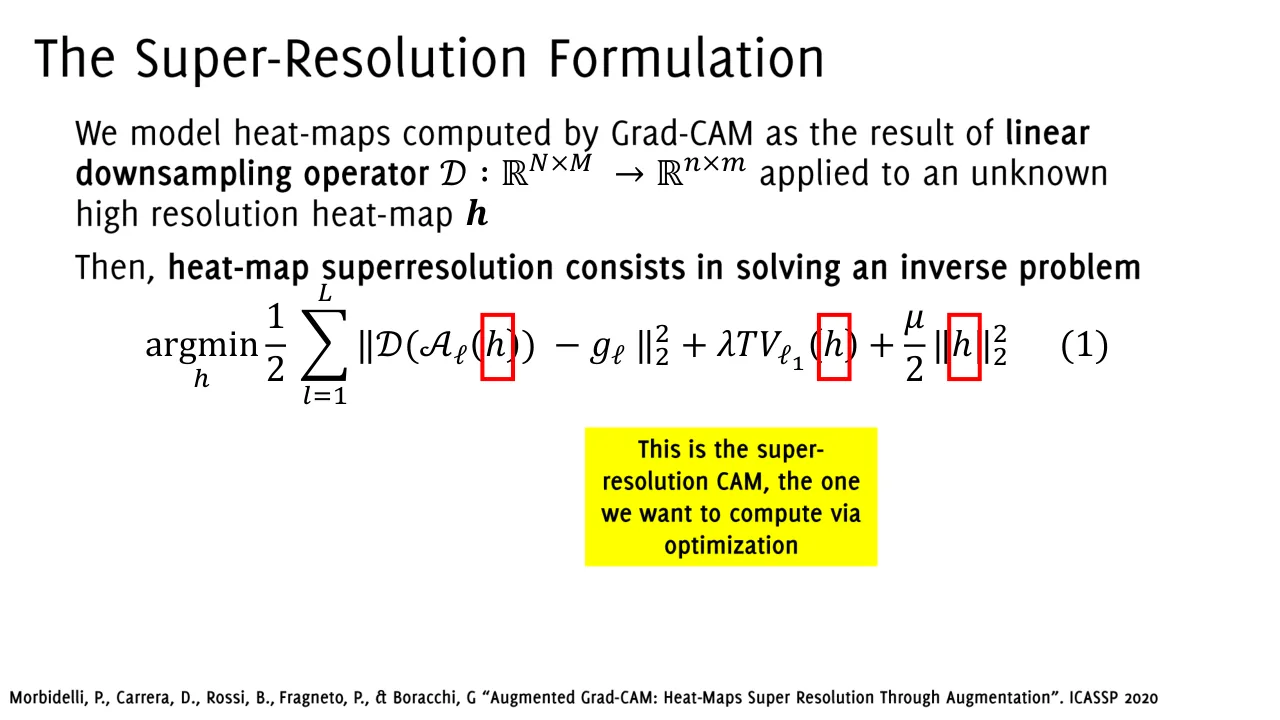 The Super-Resolution Formulation
We model heat-maps computed by Grad-CAM as the result of linear
downsampling operator 𝒟 : ℝ^{N×M} → ℝ^{n×m} applied to an unknown
high resolution heat-map 𝒉
Then, heat-map superresolution consists in solving an inverse problem
argmin_h 1/2 ∑_{l=1}^{L} ‖𝒟(𝒜_ℓ(h)) − g_ℓ‖_2^2 + λTV_{ℓ_1}(h) + μ/2 ‖h‖_2^2 (1)
This is the super-
resolution CAM, the one
we want to compute via
optimization
Morbidelli, P., Carrera, D., Rossi, B., Fragneto, P., & Boracchi, G “Augmented Grad-CAM: Heat-Maps Super Resolution Through Augmentation”. ICASSP 2020